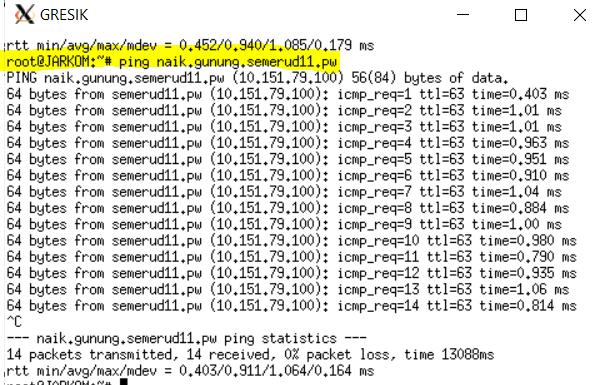 GRESIK
rtt min/avg/max/mdev = 0.452/0.940/1.085/0.179 ms
root@JARKOM:~# ping naik.gunung.semerud11.pw
PING naik.gunung.semerud11.pw (10.151.79.100) 56(84) bytes of data.
64 bytes from semerud11.pw (10.151.79.100): icmp_req=1 ttl=63 time=0.403 ms
64 bytes from semerud11.pw (10.151.79.100): icmp_req=2 ttl=63 time=1.01 ms
64 bytes from semerud11.pw (10.151.79.100): icmp_req=3 ttl=63 time=1.01 ms
64 bytes from semerud11.pw (10.151.79.100): icmp_req=4 ttl=63 time=0.963 ms
64 bytes from semerud11.pw (10.151.79.100): icmp_req=5 ttl=63 time=0.951 ms
64 bytes from semerud11.pw (10.151.79.100): icmp_req=6 ttl=63 time=0.910 ms
64 bytes from semerud11.pw (10.151.79.100): icmp_req=7 ttl=63 time=1.04 ms
64 bytes from semerud11.pw (10.151.79.100): icmp_req=8 ttl=63 time=0.884 ms
64 bytes from semerud11.pw (10.151.79.100): icmp_req=9 ttl=63 time=1.00 ms
64 bytes from semerud11.pw (10.151.79.100): icmp_req=10 ttl=63 time=0.980 ms
64 bytes from semerud11.pw (10.151.79.100): icmp_req=11 ttl=63 time=0.790 ms
64 bytes from semerud11.pw (10.151.79.100): icmp_req=12 ttl=63 time=0.935 ms
64 bytes from semerud11.pw (10.151.79.100): icmp_req=13 ttl=63 time=1.06 ms
64 bytes from semerud11.pw (10.151.79.100): icmp_req=14 ttl=63 time=0.814 ms
^C
--- naik.gunung.semerud11.pw ping statistics ---
14 packets transmitted, 14 received, 0% packet loss, time 13088ms
rtt min/avg/max/mdev = 0.403/0.911/1.064/0.164 ms
root@JARKOM:~#